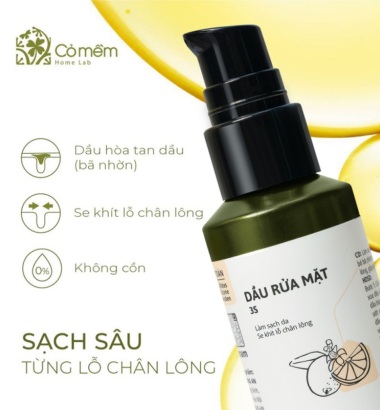 Cỏ mềm
Home Lab
Dầu hòa tan dầu
(bã nhờn)
Se khít lỗ chân lông
0%
Không cồn
SẠCH SÂU
TỪNG LỖ CHÂN LÔNG
DẦU RỬA MẶT
3S
Làm sạch da
Se khít lỗ chân lông